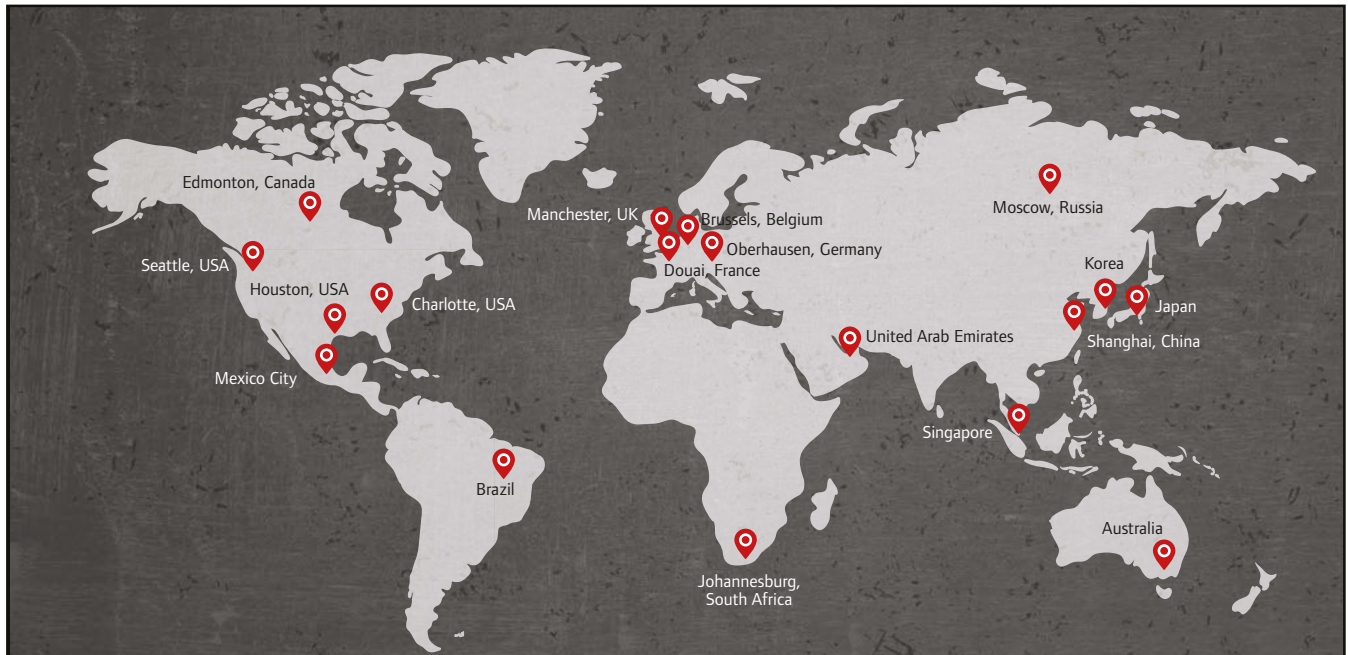 Edmonton, Canada
Seattle, USA
Houston, USA
Charlotte, USA
Mexico City
Brazil
Manchester, UK
Brussels, Belgium
Oberhausen, Germany
Douai, France
Moscow, Russia
Korea
Japan
Shanghai, China
United Arab Emirates
Singapore
Johannesburg,
South Africa
Australia